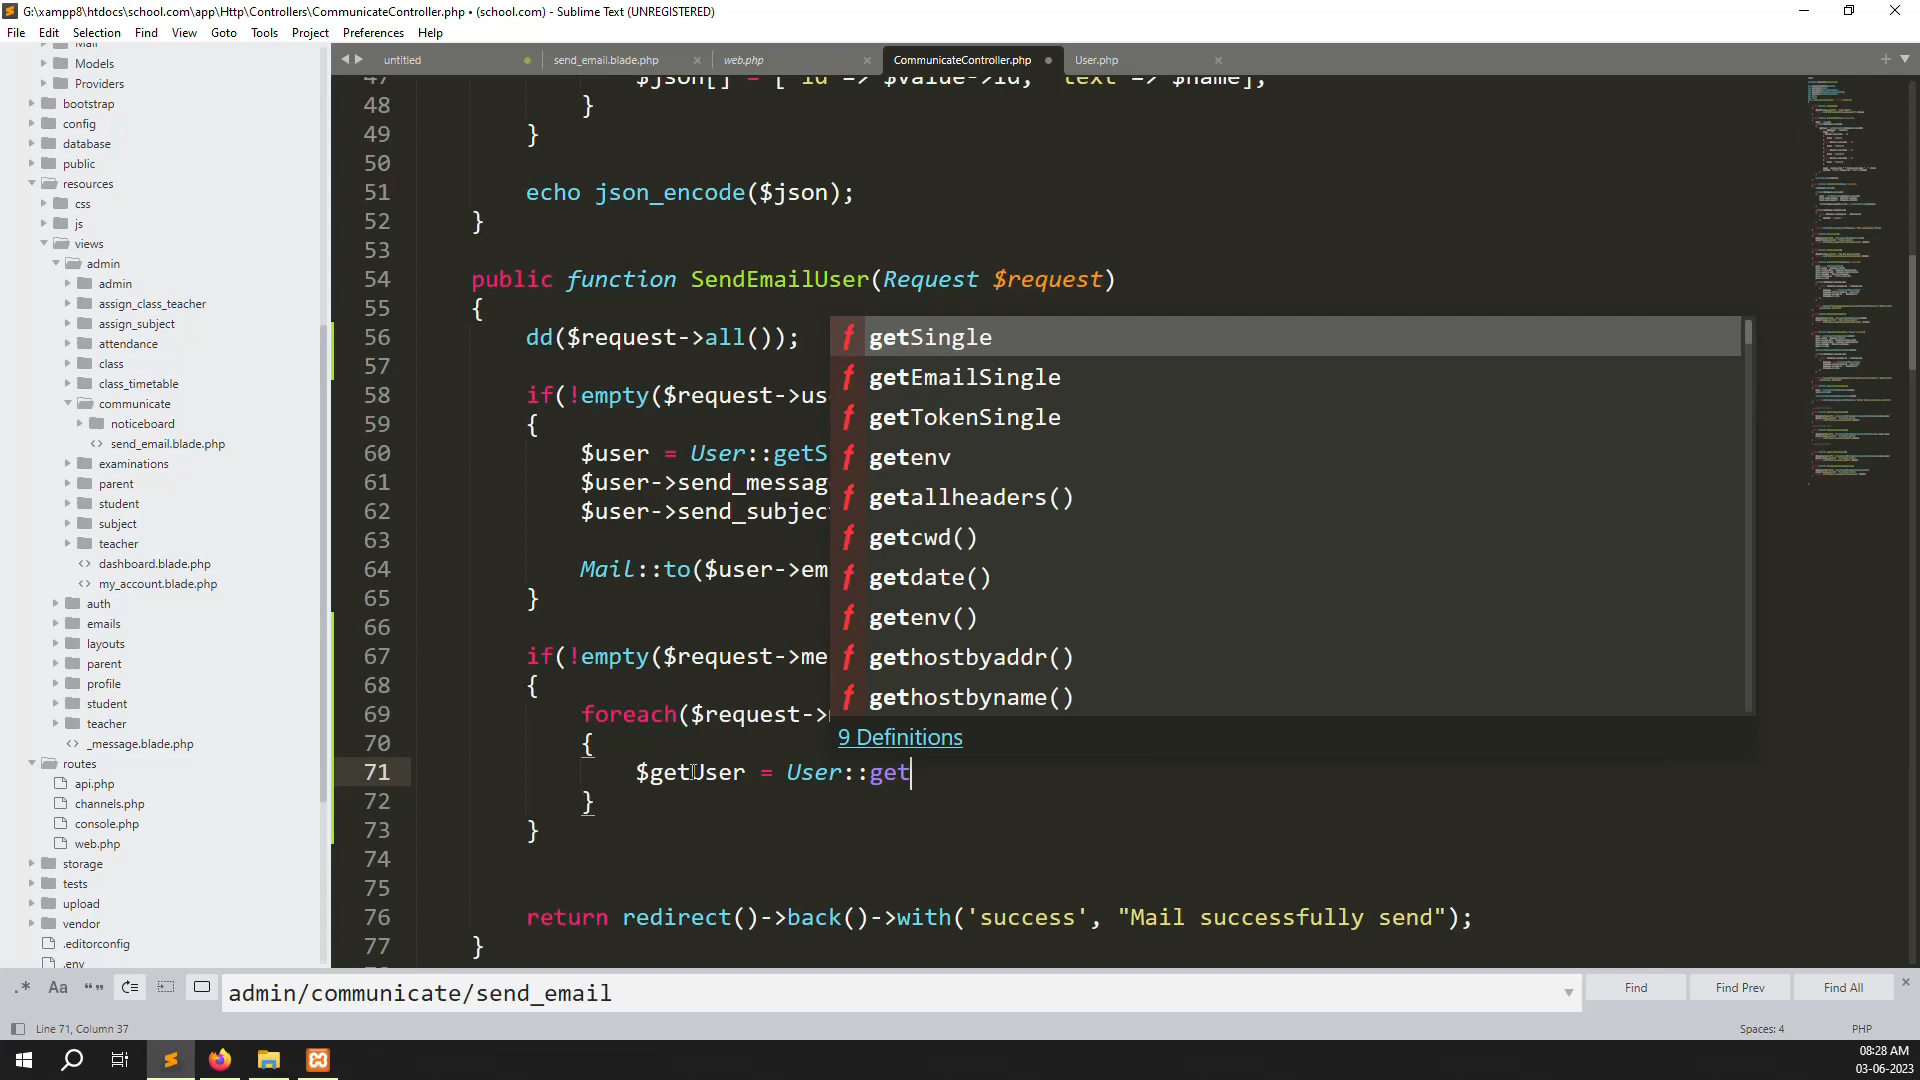 G:\xampp8\htdocs\school.com\app\Http\Controllers\CommunicateController.php • (school.com) - Sublime Text (UNREGISTERED)
File Edit Selection Find View Goto Tools Project Preferences Help
untitled send_email.blade.php web.php CommunicateController.php User.php
Mail
Models
Providers
bootstrap
config
database
public
resources
css
js
views
admin
admin
assign_class_teacher
assign_subject
attendance
class
class_timetable
communicate
noticeboard
send_email.blade.php
examinations
parent
student
subject
teacher
dashboard.blade.php
my_account.blade.php
auth
emails
layouts
parent
profile
student
teacher
_message.blade.php
routes
api.php
channels.php
console.php
web.php
storage
tests
upload
vendor
.editorconfig
.env
47 $json[] = ['id'=> $value->id, 'text' => $name];
48 }
49 }
50
51 echo json_encode($json);
52 }
53
54 public function SendEmailUser(Request $request)
55 {
56 dd($request->all());
57
58 if(!empty($request->us
59 {
60 $user = User::getS
61 $user->send_messag
62 $user->send_subjec
63
64 Mail::to($user->em
65 }
66
67 if(!empty($request->me
68 {
69 foreach($request->
70 {
71 $getUser = User::get
72 }
73 }
74
75
76 return redirect()->back()->with('success', "Mail successfully send");
77 }
f getSingle
f getEmailSingle
f getTokenSingle
f getenv
f getallheaders()
f getcwd()
f getdate()
f getenv()
f gethostbyaddr()
f gethostbyname()
9 Definitions
.* Aa “” admin/communicate/send_email Find Find Prev Find All
Line 71, Column 37 Spaces: 4 PHP
08:28 AM
03-06-2023